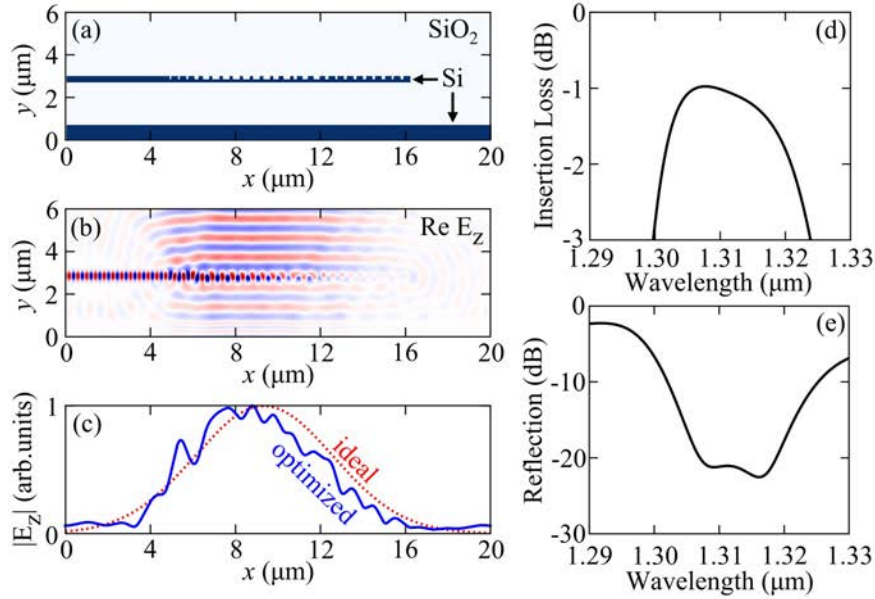 (a)
SiO2
Si
6
4
2
0
y (μm)
0 4 8 12 16 20
x (μm)
(b)
Re Ez
6
4
2
0
y (μm)
0 4 8 12 16 20
x (μm)
(c)
ideal
optimized
1
0
|Ez| (arb.units)
0 4 8 12 16 20
x (μm)
(d)
0
-1
-2
-3
Insertion Loss (dB)
1.29 1.30 1.31 1.32 1.33
Wavelength (μm)
(e)
0
-10
-20
-30
Reflection (dB)
1.29 1.30 1.31 1.32 1.33
Wavelength (μm)